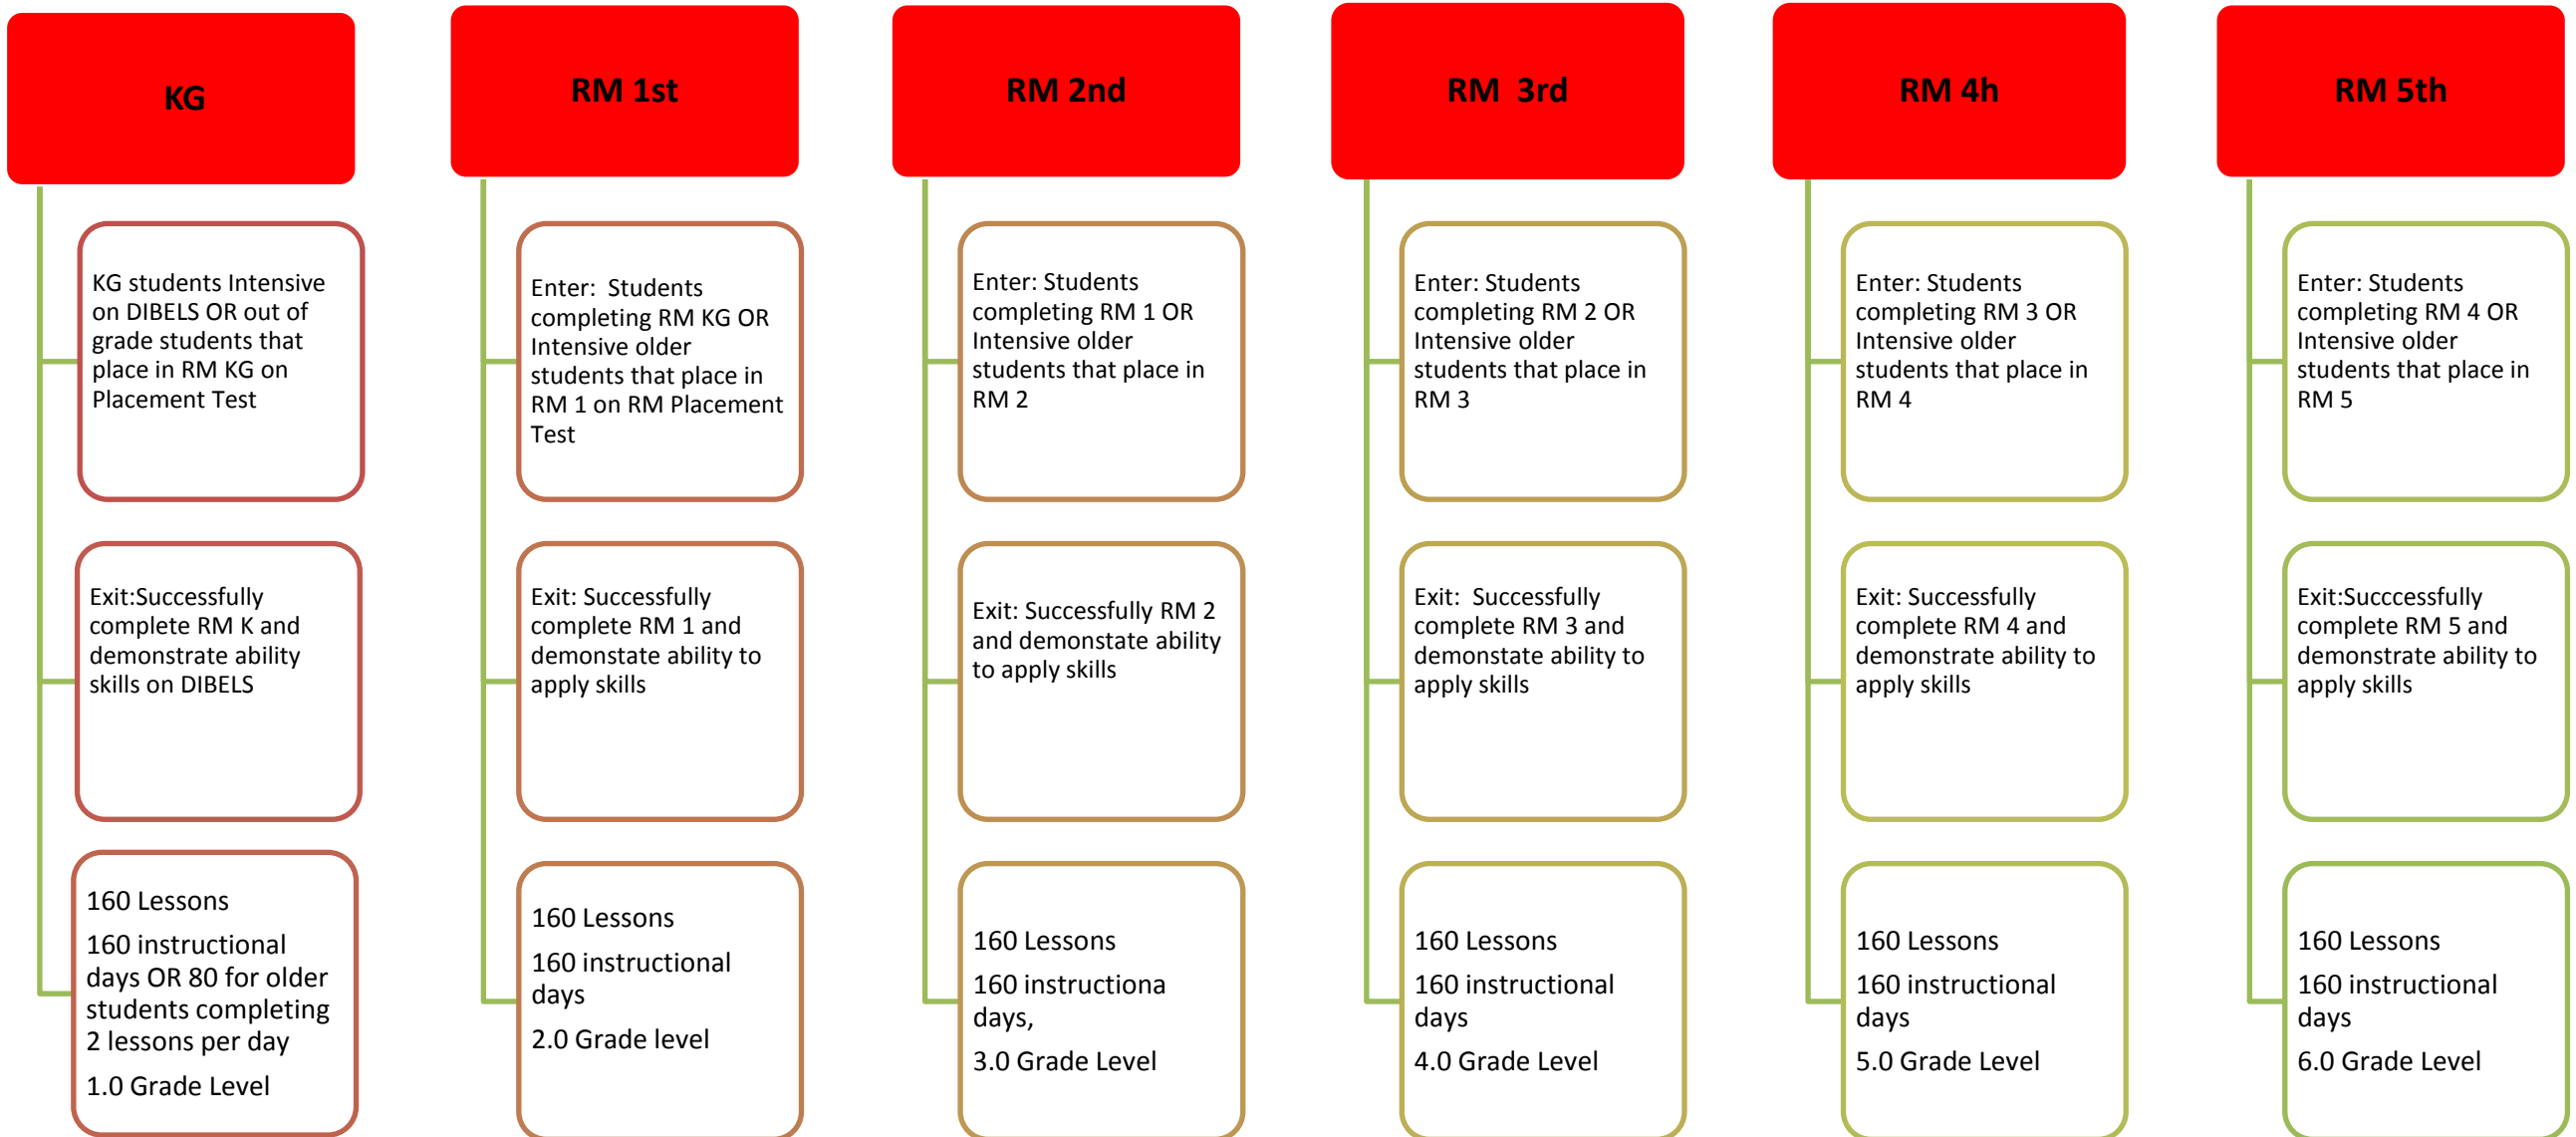 KG
KG students Intensive
on DIBELS OR out of
grade students that
place in RM KG on
Placement Test
Exit:Successfully
complete RM K and
demonstrate ability
skills on DIBELS
160 Lessons
160 instructional
days OR 80 for older
students completing
2 lessons per day
1.0 Grade Level
RM 1st
Enter:  Students
completing RM KG OR
Intensive older
students that place in
RM 1 on RM Placement
Test
Exit: Successfully
complete RM 1 and
demonstate ability to
apply skills
160 Lessons
160 instructional
days
2.0 Grade level
RM 2nd
Enter: Students
completing RM 1 OR
Intensive older
students that place in
RM 2
Exit: Successfully RM 2
and demonstate ability
to apply skills
160 Lessons
160 instructiona
days,
3.0 Grade Level
RM  3rd
Enter: Students
completing RM 2 OR
Intensive older
students that place in
RM 3
Exit:  Successfully
complete RM 3 and
demonstate ability to
apply skills
160 Lessons
160 instructional
days
4.0 Grade Level
RM 4h
Enter: Students
completing RM 3 OR
Intensive older
students that place in
RM 4
Exit: Successfully
complete RM 4 and
demonstrate ability to
apply skills
160 Lessons
160 instructional
days
5.0 Grade Level
RM 5th
Enter: Students
completing RM 4 OR
Intensive older
students that place in
RM 5
Exit:Succcessfully
complete RM 5 and
demonstrate ability to
apply skills
160 Lessons
160 instructional
days
6.0 Grade Level